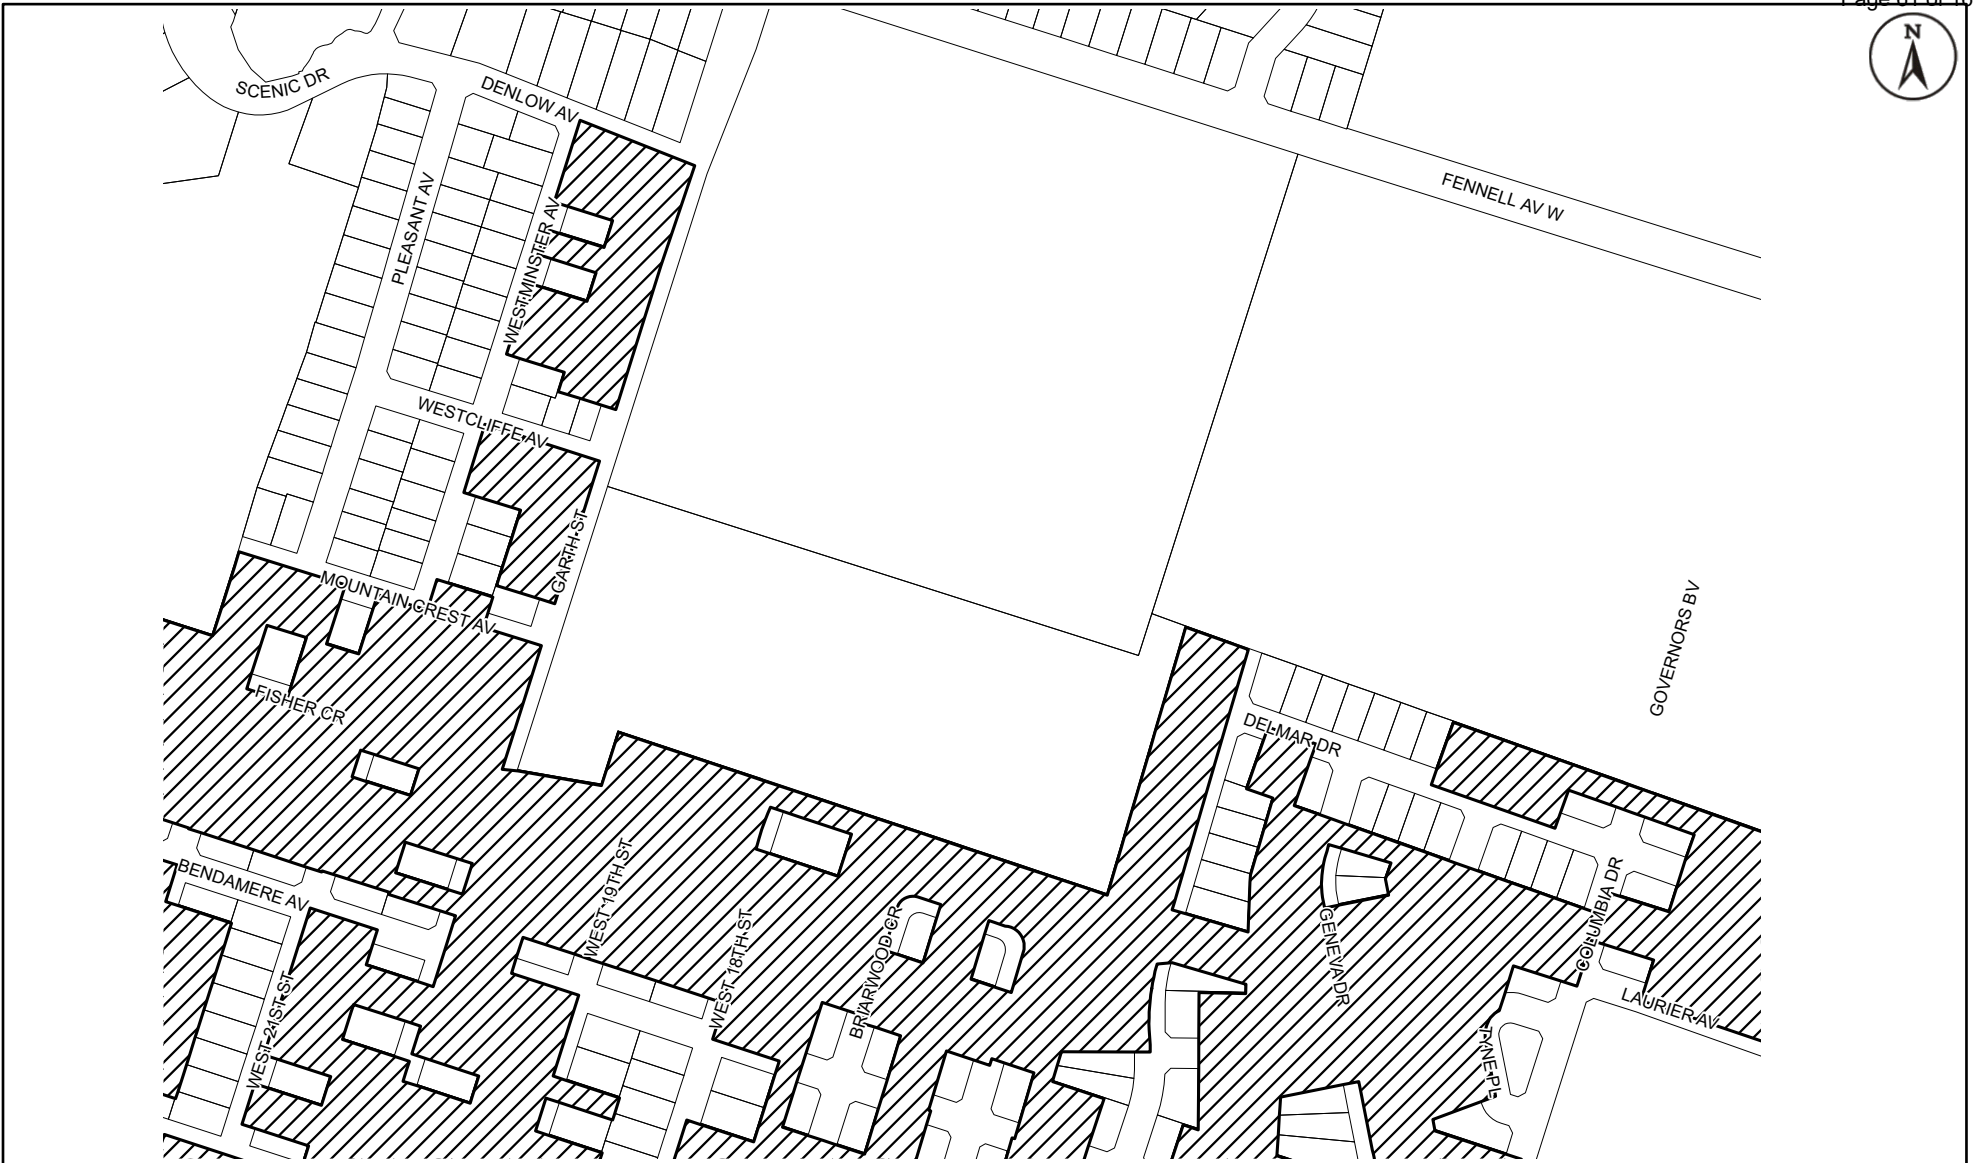 N
SCENIC DR
DENLOW AV
FENNELL AV W
PLEASANT AV
WESTMINSTER AV
WESTCLIFFE AV
GARTH ST
MOUNTAIN CREST AV
GOVERNORS BV
FISHER CR
DELMAR DR
BENDAMERE AV
WEST 19TH ST
WEST 18TH ST
BRIARWOOD CR
GENEVA DR
COLUMBIA DR
LAURIER AV
WEST 21ST ST
TYNE PL